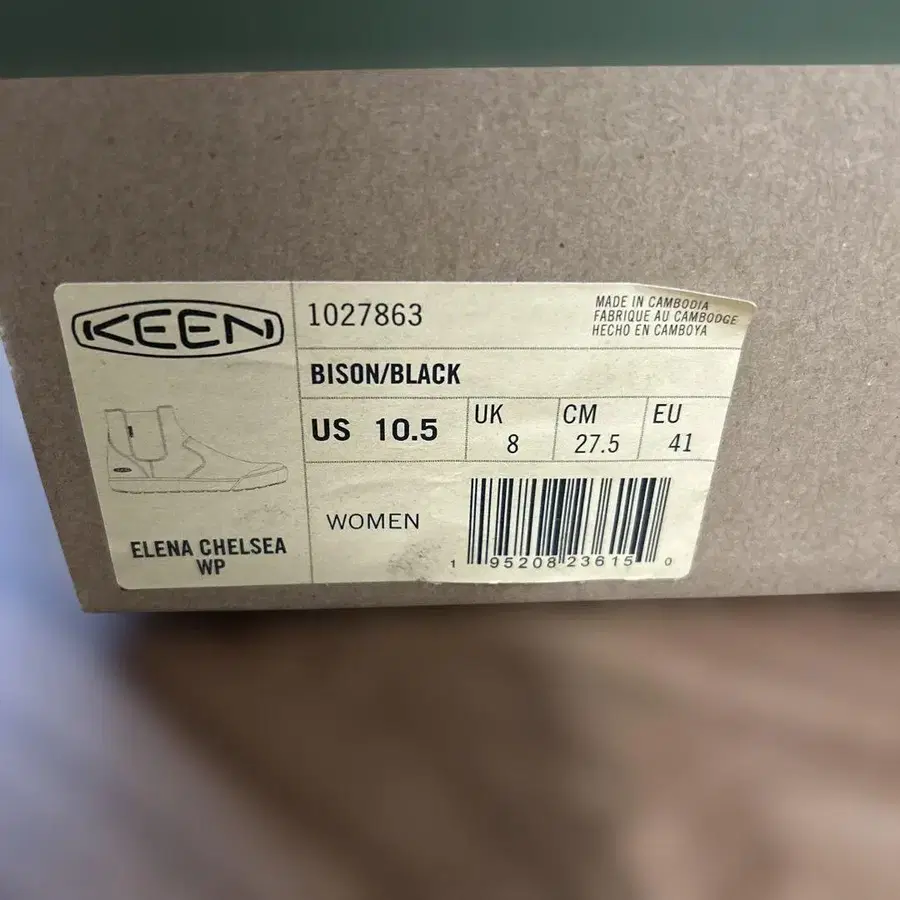 KEEN
1027863
MADE IN CAMBODIA
FABRIQUE AU CAMBODGE
HECHO EN CAMBOYA
BISON/BLACK
US 10.5
UK
8
CM
27.5
EU
41
ELENA CHELSEA
WP
WOMEN
1 95208 23615 0